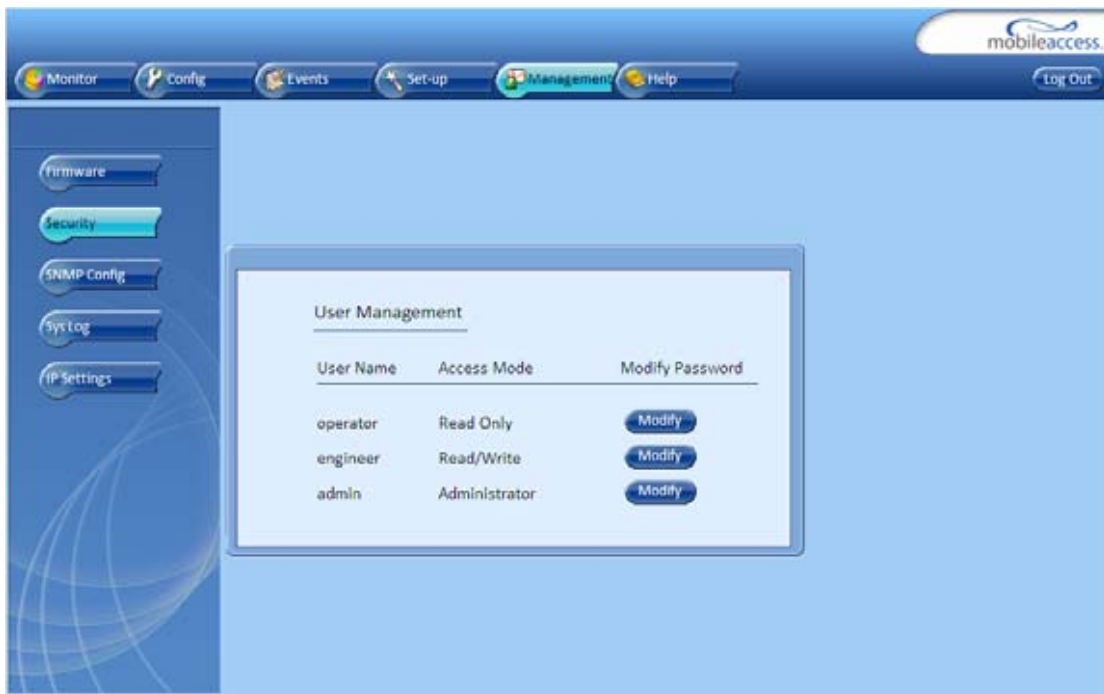 mobileaccess.
Monitor Config Events Set-up Management Help Log Out
Firmware
Security
SNMP Config
Sys Log
IP Settings
User Management
User Name Access Mode Modify Password
operator Read Only Modify
engineer Read/Write Modify
admin Administrator Modify